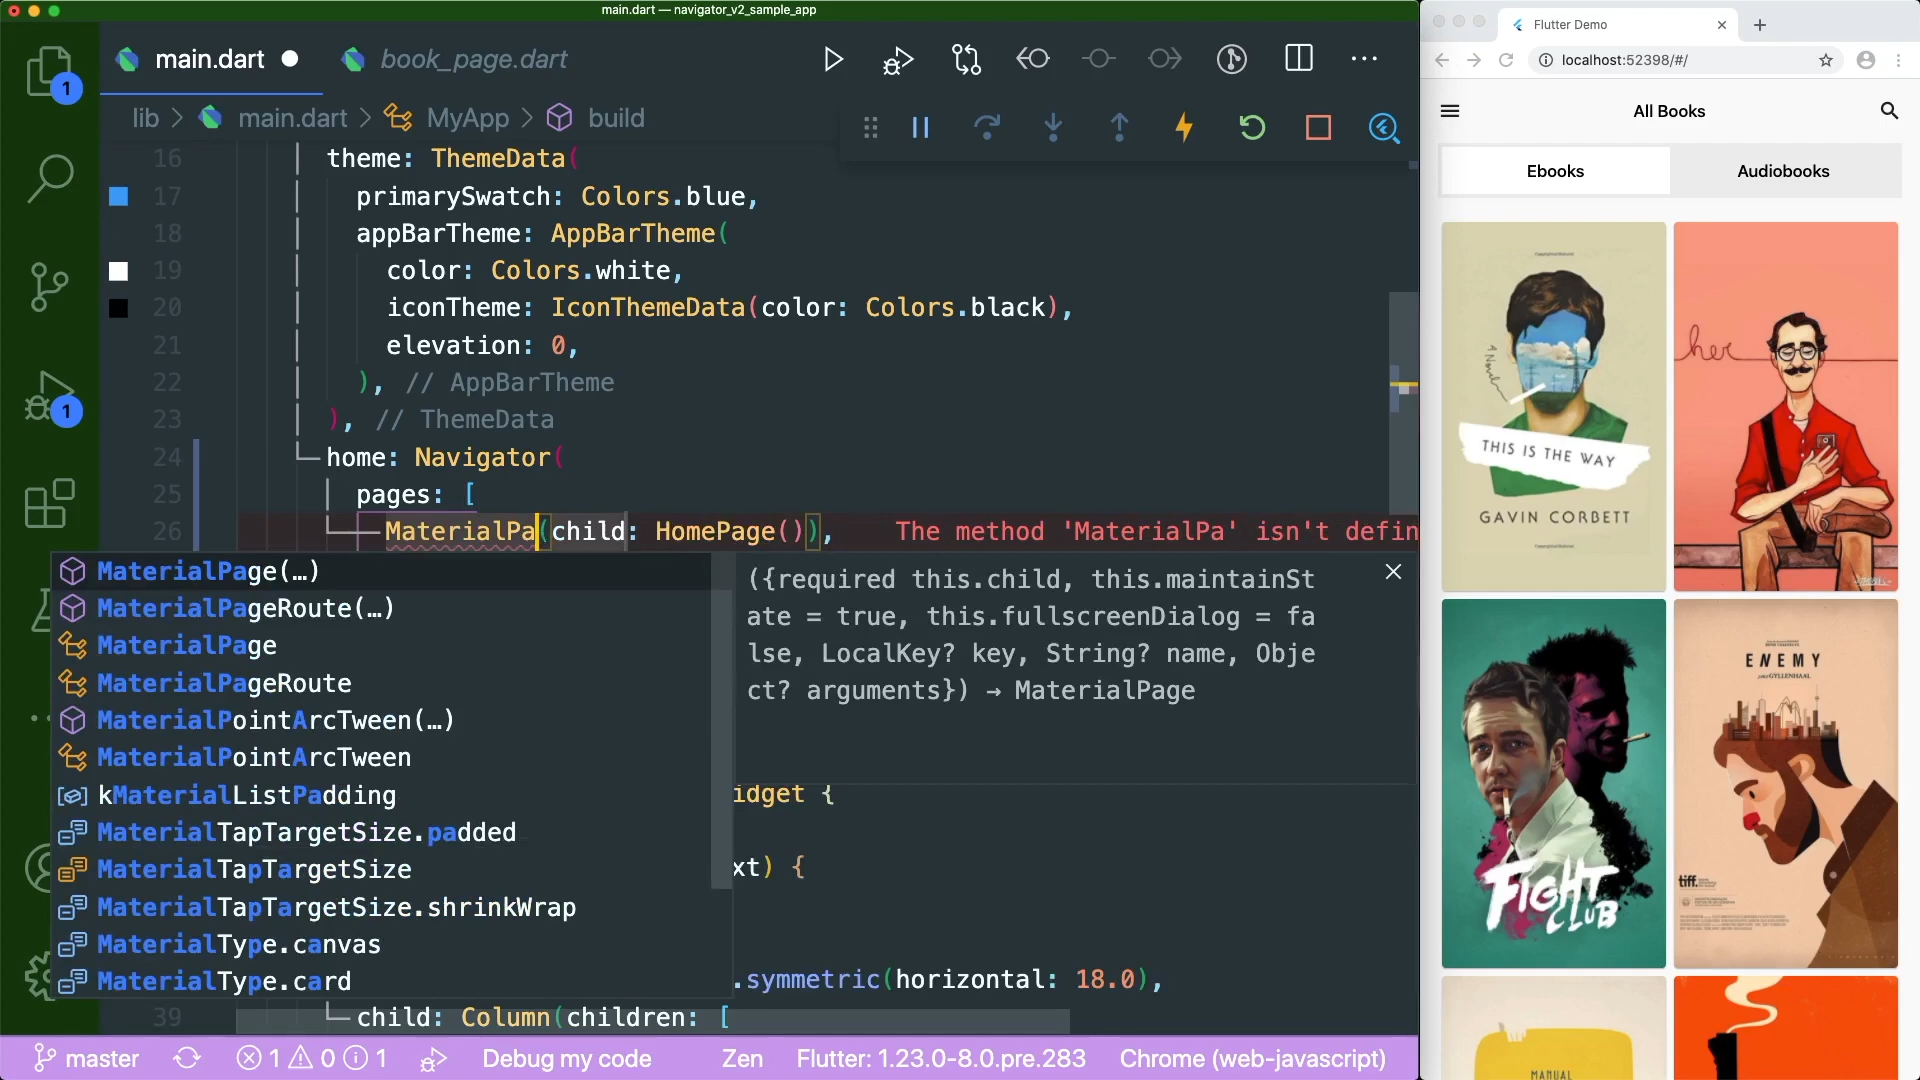 main.dart — navigator_v2_sample_app
main.dart
book_page.dart
lib
main.dart
MyApp
build
1
1
16 theme: ThemeData(
17 primarySwatch: Colors.blue,
18 appBarTheme: AppBarTheme(
19 color: Colors.white,
20 iconTheme: IconThemeData(color: Colors.black),
21 elevation: 0,
22 ), // AppBarTheme
23 ), // ThemeData
24 home: Navigator(
25 pages: [
26 MaterialPa(child: HomePage()), The method 'MaterialPa' isn't defin
MaterialPage(…)
MaterialPageRoute(…)
MaterialPage
MaterialPageRoute
MaterialPointArcTween(…)
MaterialPointArcTween
kMaterialListPadding
MaterialTapTargetSize.padded
MaterialTapTargetSize
MaterialTapTargetSize.shrinkWrap
MaterialType.canvas
MaterialType.card
({required this.child, this.maintainSt
ate = true, this.fullscreenDialog = fa
lse, LocalKey? key, String? name, Obje
ct? arguments}) → MaterialPage
idget {
xt) {
.symmetric(horizontal: 18.0),
39 child: Column(children: [
master
1 0 1
Debug my code
Zen
Flutter: 1.23.0-8.0.pre.283
Chrome (web-javascript)
Flutter Demo
localhost:52398/#/
All Books
Ebooks
Audiobooks
A Novel
THIS IS THE WAY
GAVIN CORBETT
her
FIGHT
CLUB
ENEMY
GYLLENHAAL
tiff.
MANUAL